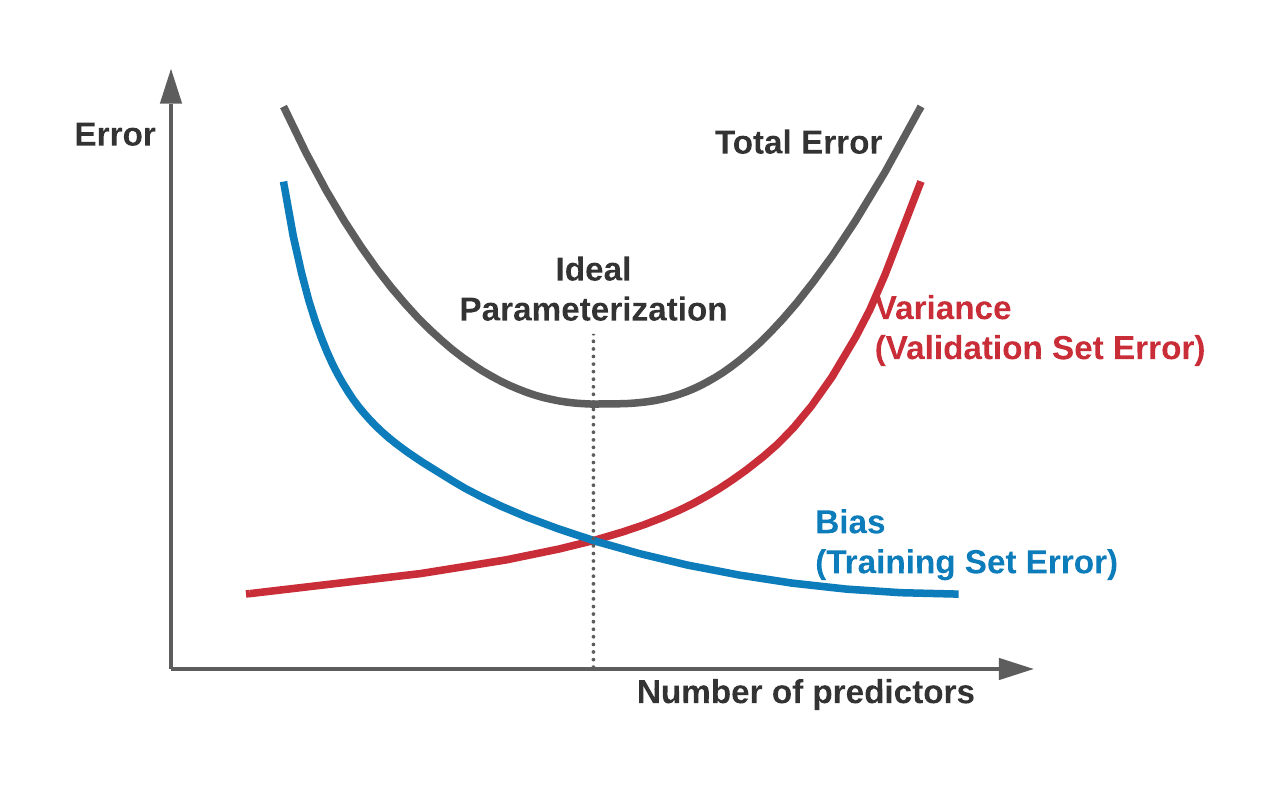 Error
Total Error
Ideal
Parameterization
Variance
(Validation Set Error)
Bias
(Training Set Error)
Number of predictors